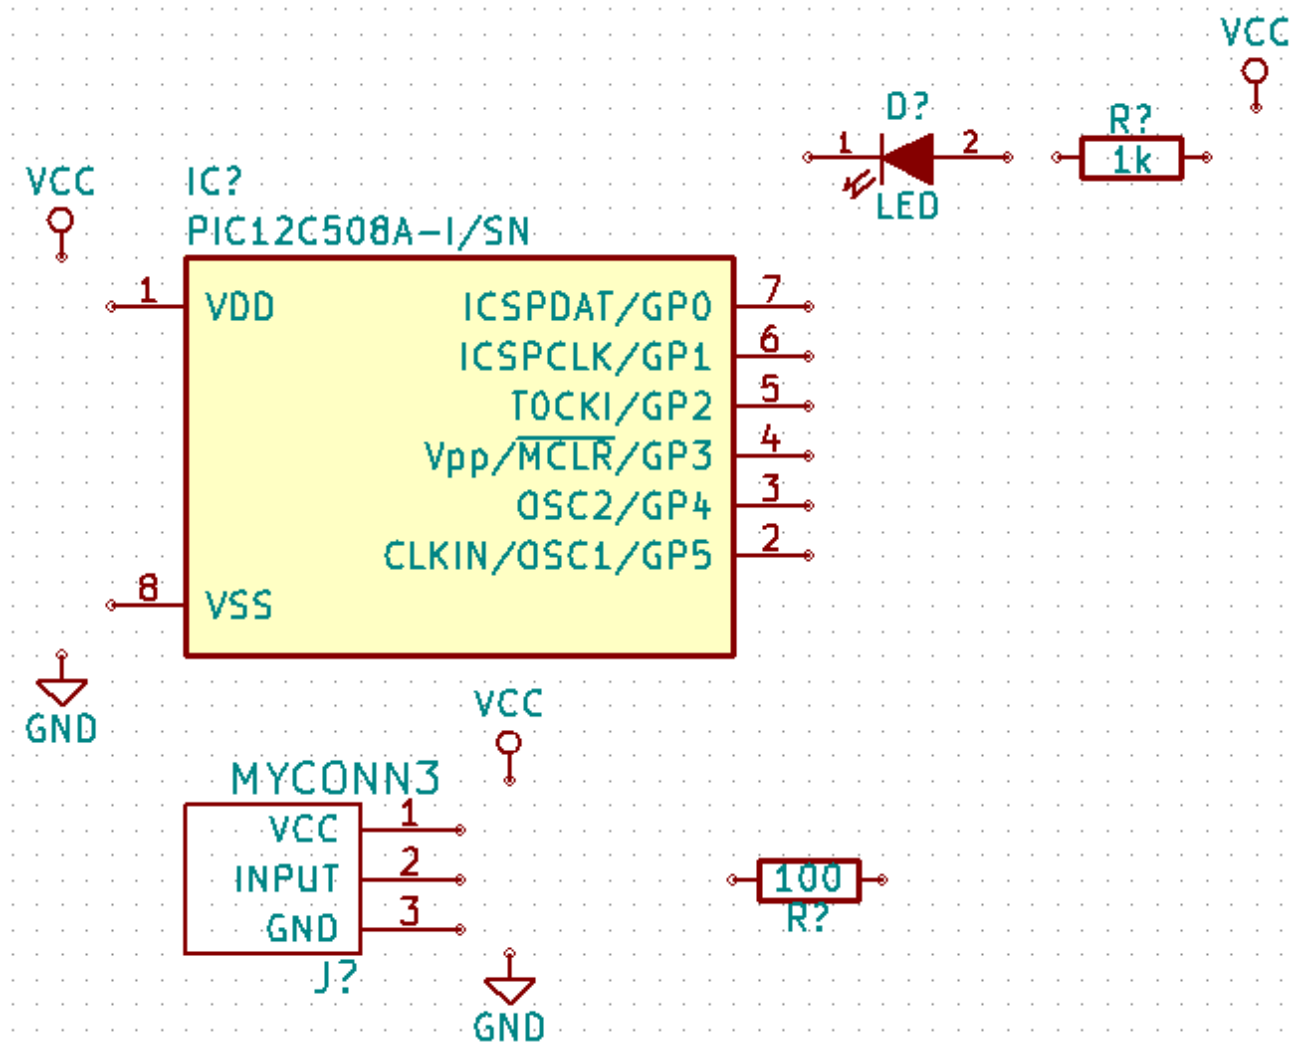 VCC
D?
1
2
LED
R?
1k
VCC
IC?
PIC12C508A-I/SN
1
VDD
ICSPDAT/GP0
7
ICSPCLK/GP1
6
T0CKI/GP2
5
Vpp/MCLR/GP3
4
OSC2/GP4
3
CLKIN/OSC1/GP5
2
8
VSS
GND
VCC
MYCONN3
VCC
1
INPUT
2
GND
3
J?
100
R?
GND